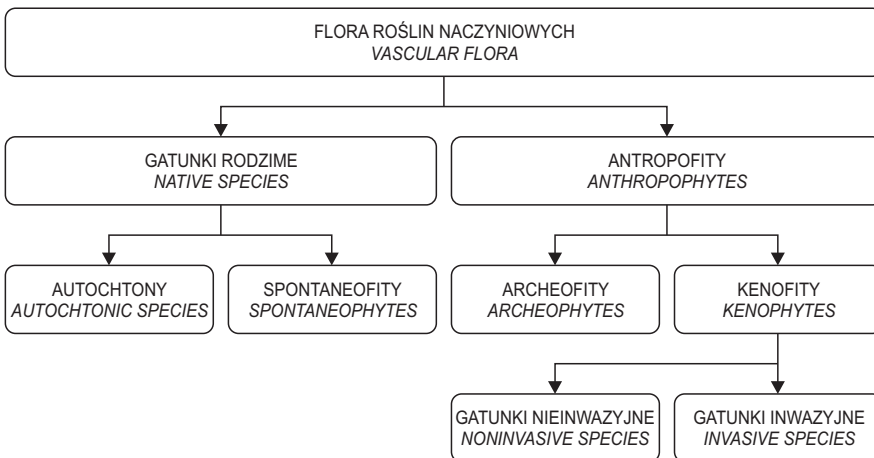 FLORA ROŚLIN NACZYNIOWYCH
VASCULAR FLORA
GATUNKI RODZIME
NATIVE SPECIES
ANTROPOFITY
ANTHROPOPHYTES
AUTOCHTONY
AUTOCHTONIC SPECIES
SPONTANEOFITY
SPONTANEOPHYTES
ARCHEOFITY
ARCHEOPHYTES
KENOFITY
KENOPHYTES
GATUNKI NIEINWAZYJNE
NONINVASIVE SPECIES
GATUNKI INWAZYJNE
INVASIVE SPECIES